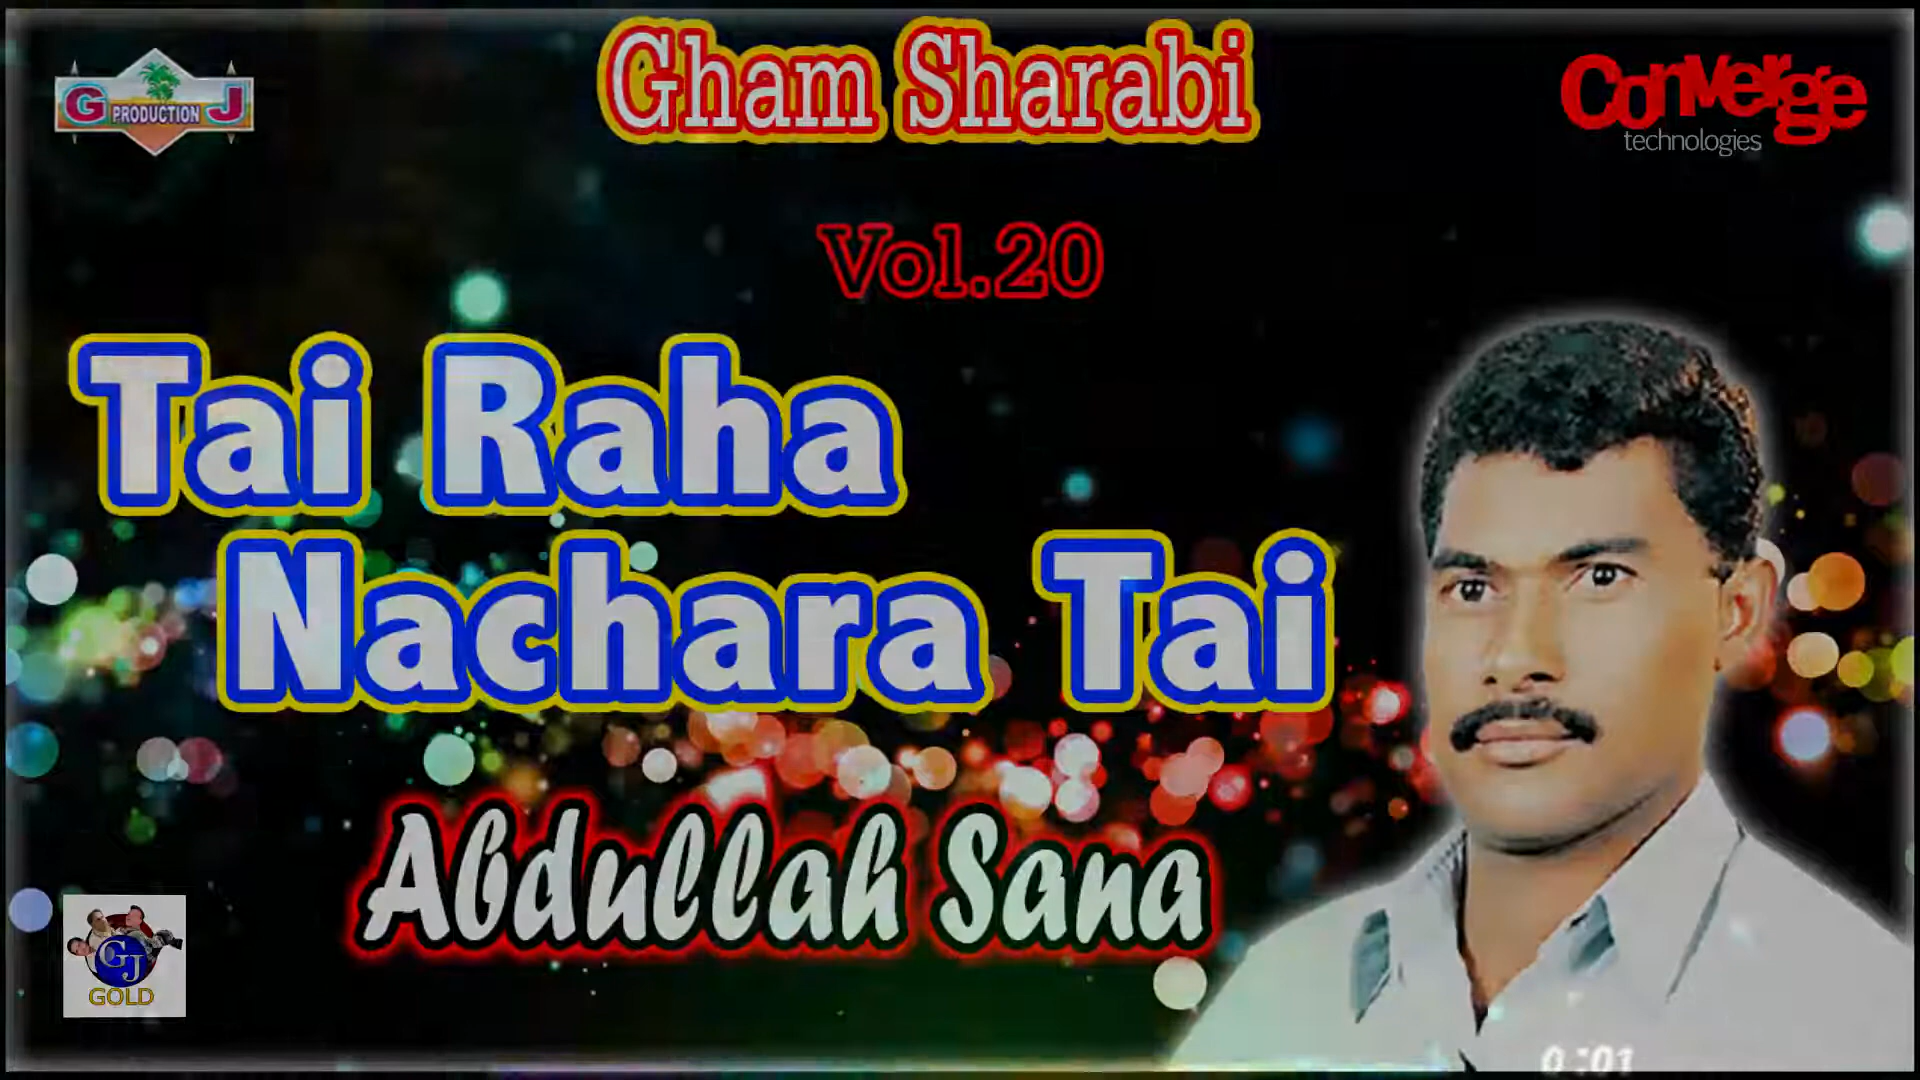 Gham Sharabi
G PRODUCTION J
Converge
technologies
Vol.20
Tai Raha
Nachara Tai
Abdullah Sana
GJ
GOLD
0:01